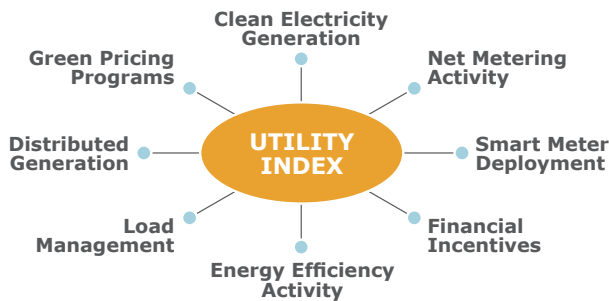 Clean Electricity
Generation
Green Pricing
Programs
Net Metering
Activity
Distributed
Generation
UTILITY
INDEX
Smart Meter
Deployment
Load
Management
Financial
Incentives
Energy Efficiency
Activity